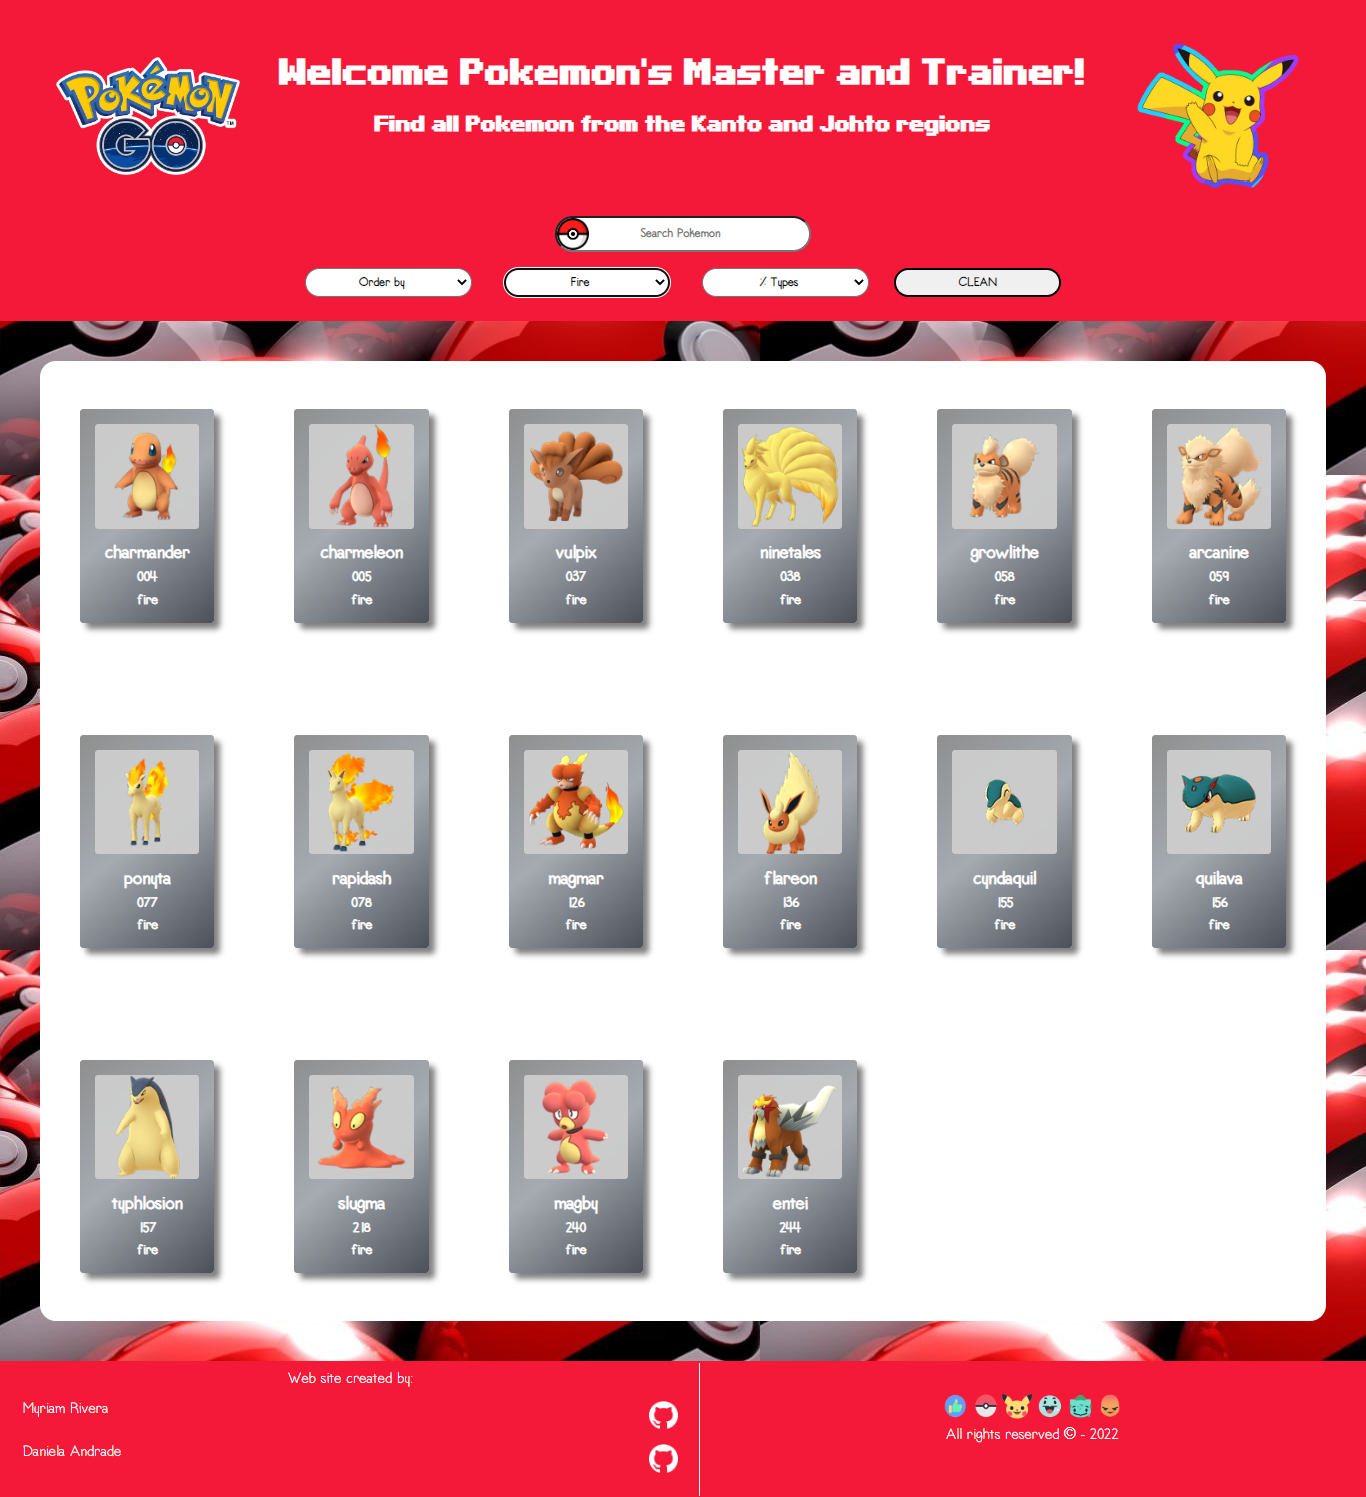 POKéMON
GO
TM
Welcome Pokemon's Master and Trainer!
Find all Pokemon from the Kanto and Johto regions
Search Pokemon
Order by
Fire
% Types
CLEAN
charmander
004
fire
charmeleon
005
fire
vulpix
037
fire
ninetales
038
fire
growlithe
058
fire
arcanine
059
fire
ponyta
077
fire
rapidash
078
fire
magmar
126
fire
flareon
136
fire
cyndaquil
155
fire
quilava
156
fire
typhlosion
157
fire
slugma
218
fire
magby
240
fire
entei
244
fire
Web site created by:
Myriam Rivera
Daniela Andrade
All rights reserved © - 2022